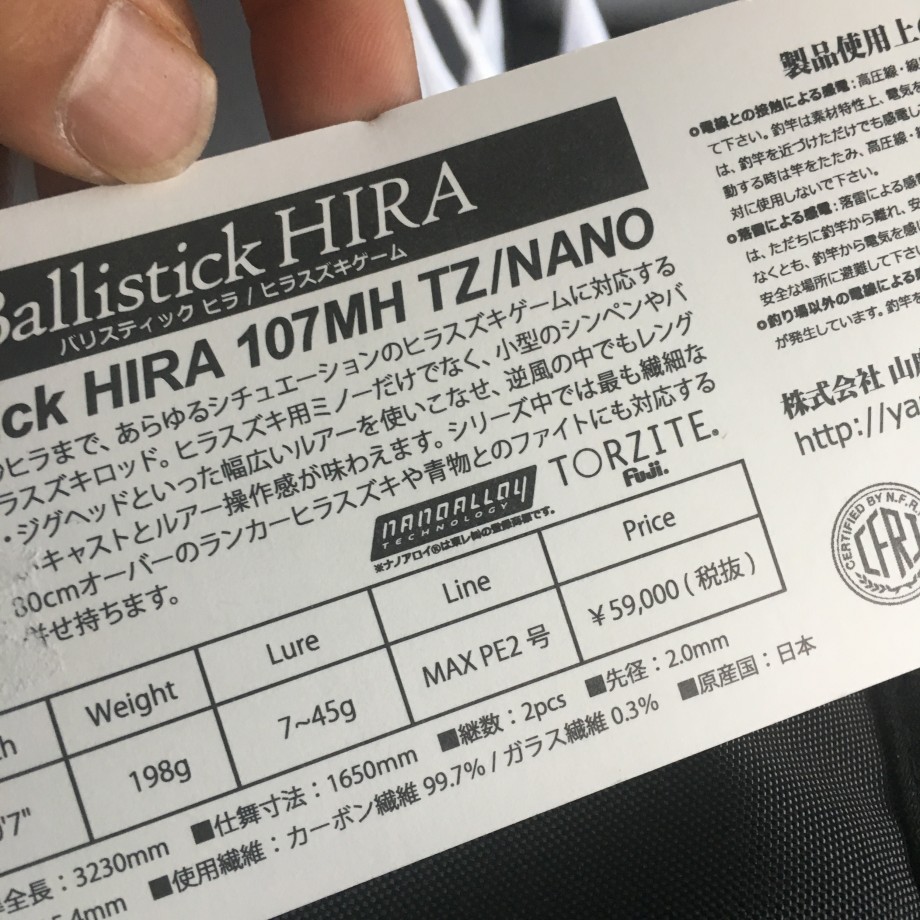 Ballistick HIRA
バリスティック ヒラ / ヒラスズキゲーム
ck HIRA 107MH TZ/NANO
ヒラまで、あらゆるシチュエーションのヒラスズキゲームに対応する
ラスズキロッド。ヒラスズキ用ミノーだけでなく、小型のシンペンやバ
・ジグヘッドといった幅広いルアーを使いこなせ、逆風の中でもレング
キャストとルアー操作感が味わえます。シリーズ中では最も繊細な
80cmオーバーのランカーヒラスズキや青物とのファイトにも対応する
併せ持ちます。
NANOALLOY
TECHNOLOGY
TORZITE.
Fuji.
※ナノアロイ®は東レ㈱の登録商標です。
h Weight Lure Line Price
'7" 198g 7~45g MAX PE2 号 ￥59,000 ( 税抜 )
全長：3230mm ■仕舞寸法：1650mm ■継数：2pcs ■先径：2.0mm
5.4mm ■使用繊維：カーボン繊維 99.7% / ガラス繊維 0.3% ■原産国：日本
製品使用上の
⚬電線との接触による感電：高圧線・
て下さい。釣竿は素材特性上、電気を
は、釣竿を近づけただけでも感電し
動する時は竿をたたみ、高圧線
対に使用しないで下さい。
⚬落雷による感電：落雷による感
は、ただちに釣竿から離れ、安
なくとも、釣竿から電気を感
安全な場所に避難して下さ
⚬釣り場以外の電線による
が発生しています。釣竿を
株式会社 山
http://ya
CERTIFIED BY N.F.R.